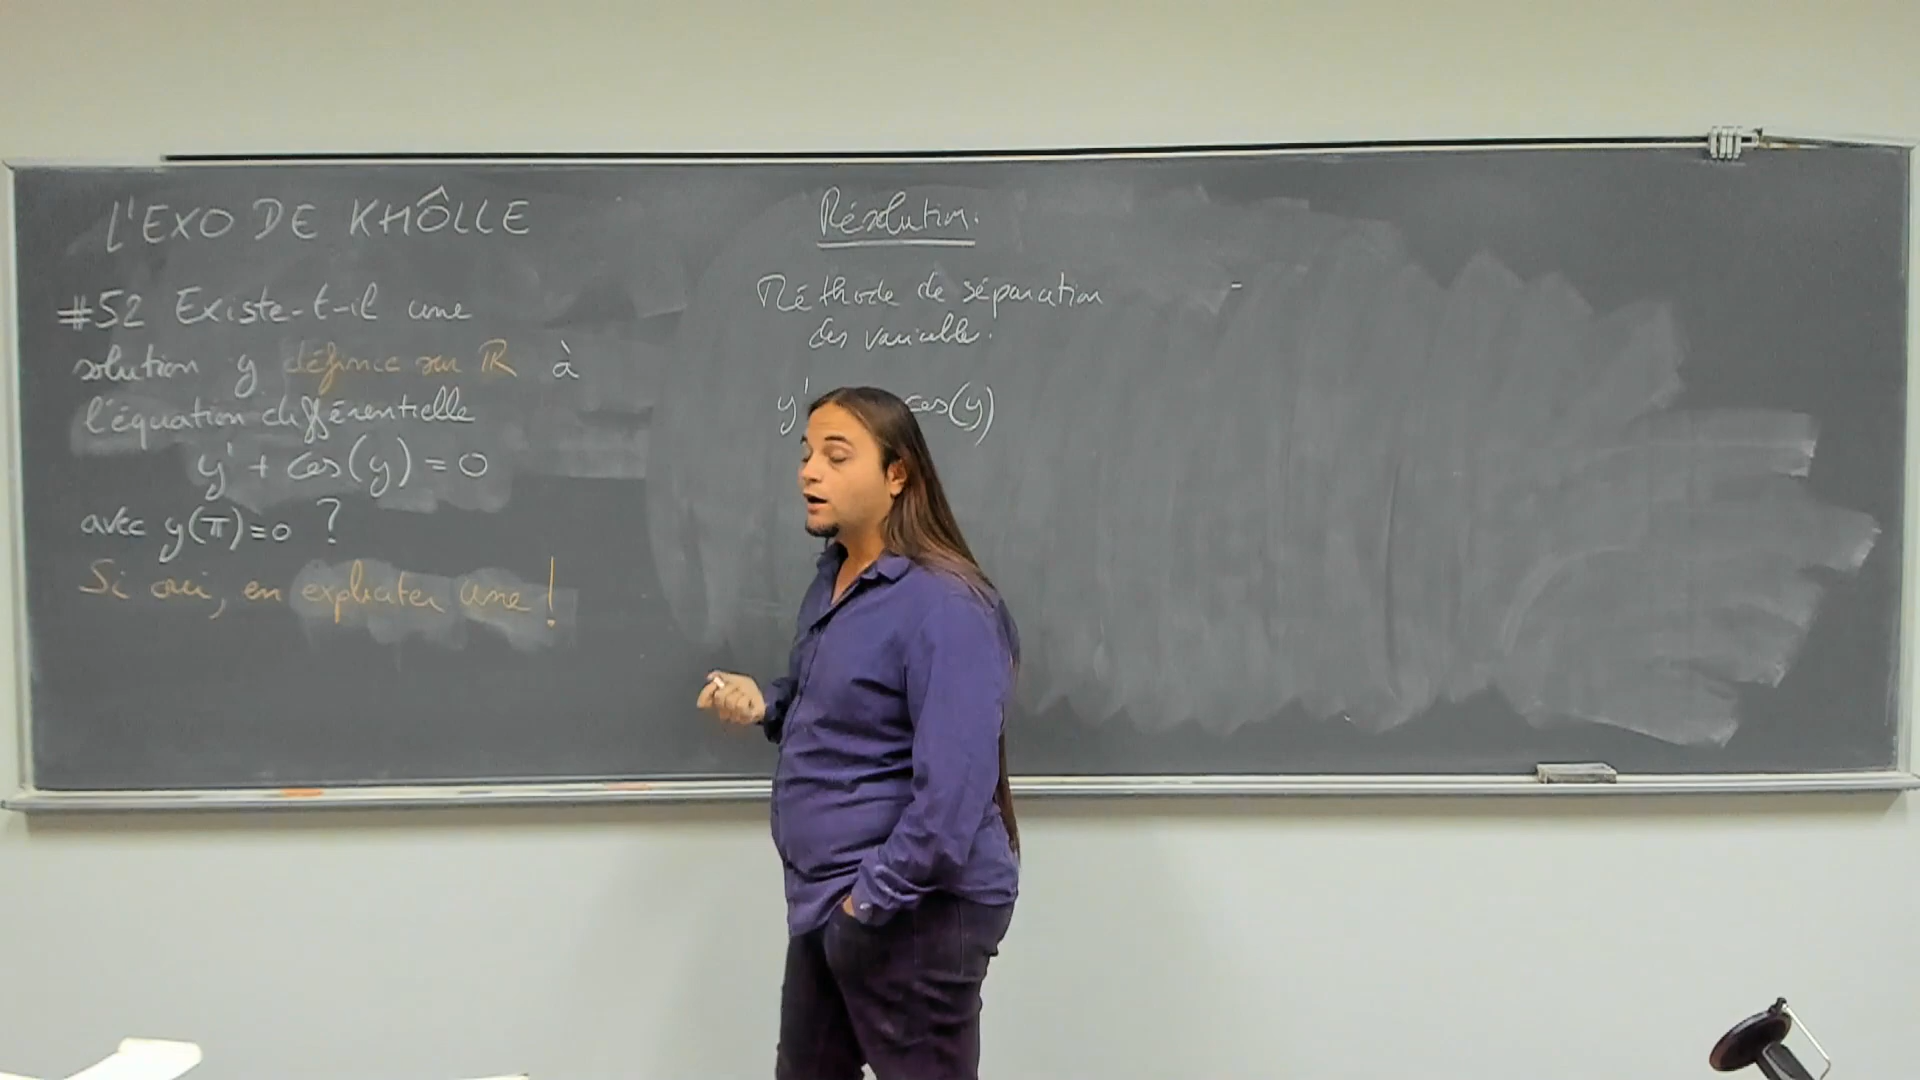 L'EXO DE KHÔLLE
#52 Existe-t-il une
solution y définie sur ℝ à
l'équation différentielle
y' + cos(y) = 0
avec y(π)=0 ?
Si oui, en expliciter une !
Résolution.
Méthode de séparation
des variables.
y' cos(y)